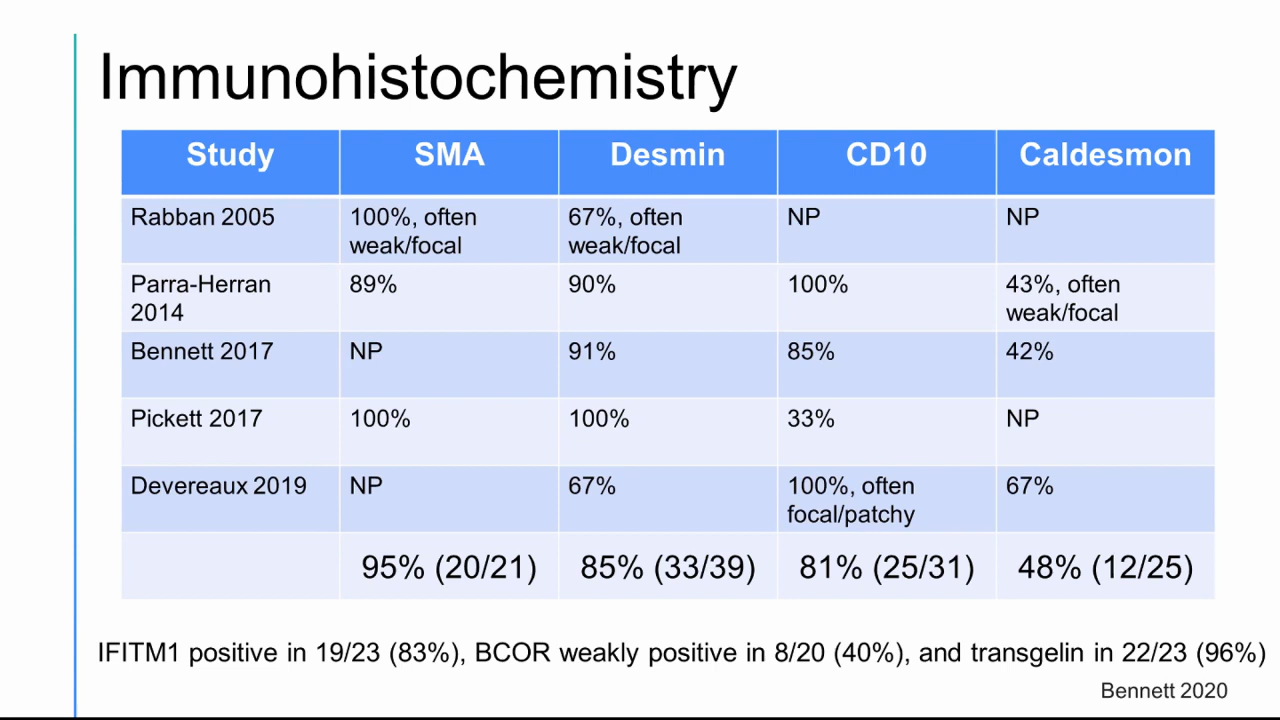 Immunohistochemistry
Study SMA Desmin CD10 Caldesmon
Rabban 2005 100%, often 67%, often NP NP
weak/focal weak/focal
Parra-Herran 89% 90% 100% 43%, often
2014 weak/focal
Bennett 2017 NP 91% 85% 42%
Pickett 2017 100% 100% 33% NP
Devereaux 2019 NP 67% 100%, often 67%
focal/patchy
95% (20/21) 85% (33/39) 81% (25/31) 48% (12/25)
IFITM1 positive in 19/23 (83%), BCOR weakly positive in 8/20 (40%), and transgelin in 22/23 (96%)
Bennett 2020